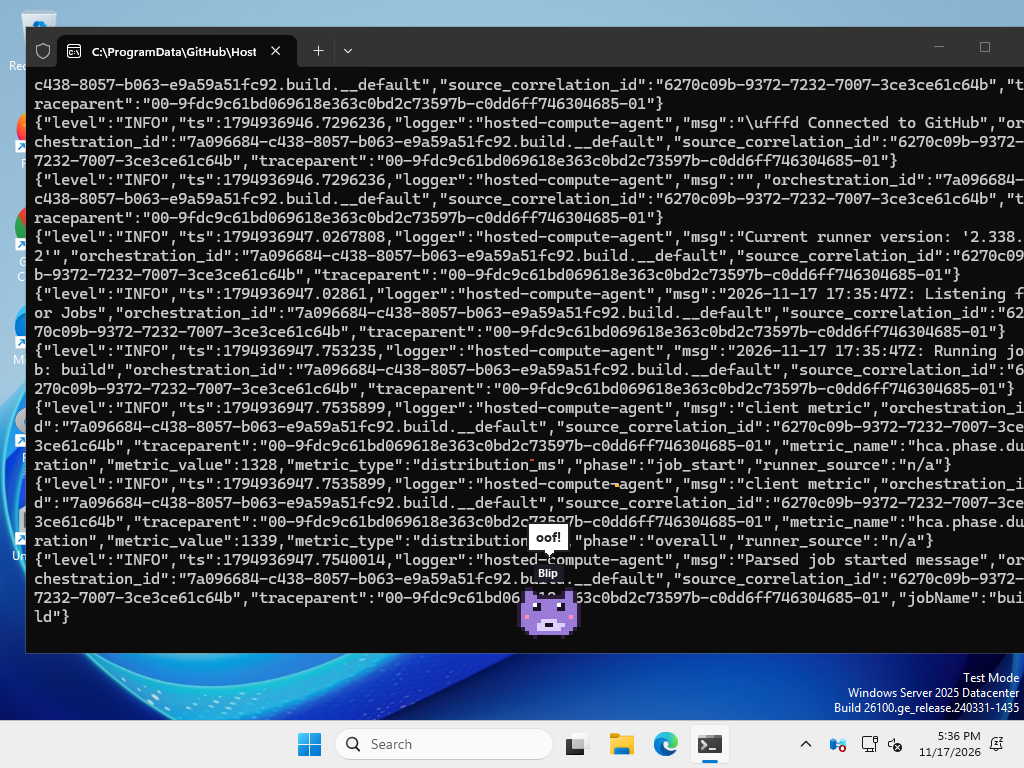 C:\ProgramData\GitHub\Host
c438-8057-b063-e9a59a51fc92.build.__default","source_correlation_id":"6270c09b-9372-7232-7007-3ce3ce61c64b","t
raceparent":"00-9fdc9c61bd069618e363c0bd2c73597b-c0dd6ff746304685-01"}
{"level":"INFO","ts":1794936946.7296236,"logger":"hosted-compute-agent","msg":"\ufffd Connected to GitHub","or
chestration_id":"7a096684-c438-8057-b063-e9a59a51fc92.build.__default","source_correlation_id":"6270c09b-9372-
7232-7007-3ce3ce61c64b","traceparent":"00-9fdc9c61bd069618e363c0bd2c73597b-c0dd6ff746304685-01"}
{"level":"INFO","ts":1794936946.7296236,"logger":"hosted-compute-agent","msg":"","orchestration_id":"7a096684-
c438-8057-b063-e9a59a51fc92.build.__default","source_correlation_id":"6270c09b-9372-7232-7007-3ce3ce61c64b","t
raceparent":"00-9fdc9c61bd069618e363c0bd2c73597b-c0dd6ff746304685-01"}
{"level":"INFO","ts":1794936947.0267808,"logger":"hosted-compute-agent","msg":"Current runner version: '2.338.
2'","orchestration_id":"7a096684-c438-8057-b063-e9a59a51fc92.build.__default","source_correlation_id":"6270c09
b-9372-7232-7007-3ce3ce61c64b","traceparent":"00-9fdc9c61bd069618e363c0bd2c73597b-c0dd6ff746304685-01"}
{"level":"INFO","ts":1794936947.02861,"logger":"hosted-compute-agent","msg":"2026-11-17 17:35:47Z: Listening f
or Jobs","orchestration_id":"7a096684-c438-8057-b063-e9a59a51fc92.build.__default","source_correlation_id":"62
70c09b-9372-7232-7007-3ce3ce61c64b","traceparent":"00-9fdc9c61bd069618e363c0bd2c73597b-c0dd6ff746304685-01"}
{"level":"INFO","ts":1794936947.753235,"logger":"hosted-compute-agent","msg":"2026-11-17 17:35:47Z: Running jo
b: build","orchestration_id":"7a096684-c438-8057-b063-e9a59a51fc92.build.__default","source_correlation_id":"6
270c09b-9372-7232-7007-3ce3ce61c64b","traceparent":"00-9fdc9c61bd069618e363c0bd2c73597b-c0dd6ff746304685-01"}
{"level":"INFO","ts":1794936947.7535899,"logger":"hosted-compute-agent","msg":"client metric","orchestration_i
d":"7a096684-c438-8057-b063-e9a59a51fc92.build.__default","source_correlation_id":"6270c09b-9372-7232-7007-3ce
3ce61c64b","traceparent":"00-9fdc9c61bd069618e363c0bd2c73597b-c0dd6ff746304685-01","metric_name":"hca.phase.du
ration","metric_value":1328,"metric_type":"distribution_ms","phase":"job_start","runner_source":"n/a"}
{"level":"INFO","ts":1794936947.7535899,"logger":"hosted-compute-agent","msg":"client metric","orchestration_i
d":"7a096684-c438-8057-b063-e9a59a51fc92.build.__default","source_correlation_id":"6270c09b-9372-7232-7007-3ce
3ce61c64b","traceparent":"00-9fdc9c61bd069618e363c0bd2c73597b-c0dd6ff746304685-01","metric_name":"hca.phase.du
ration","metric_value":1339,"metric_type":"distribution","phase":"overall","runner_source":"n/a"}
oof!
{"level":"INFO","ts":1794936947.7540014,"logger":"hosted-compute-agent","msg":"Parsed job started message","or
Blip
chestration_id":"7a096684-c438-8057-b063-e9a59a51fc92.bu__default","source_correlation_id":"6270c09b-9372-
7232-7007-3ce3ce61c64b","traceparent":"00-9fdc9c61bd06 63c0bd2c73597b-c0dd6ff746304685-01","jobName":"bui
ld"}
Test Mode
Windows Server 2025 Datacenter
Build 26100.ge_release.240331-1435
Search
5:36 PM
11/17/2026